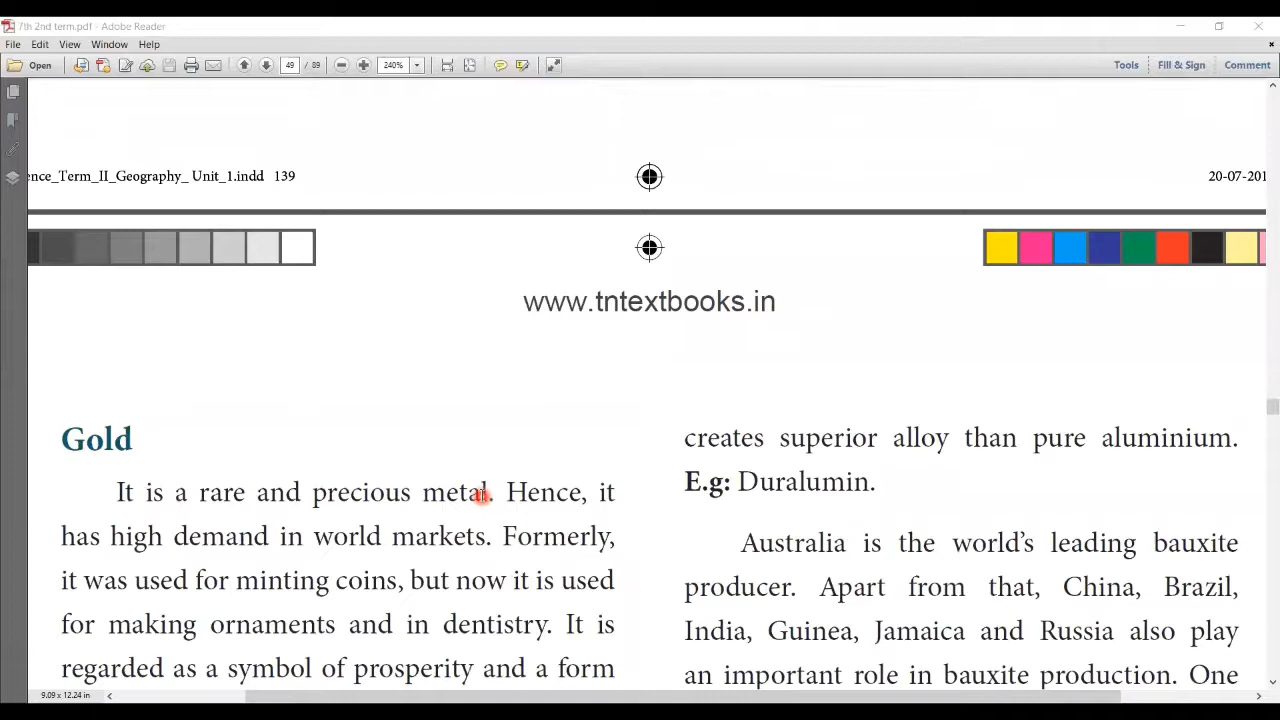 7th 2nd term.pdf - Adobe Reader
File Edit View Window Help
Open 49 / 89 240% Tools Fill & Sign Comment
ence_Term_II_Geography_ Unit_1.indd 139
20-07-201
www.tntextbooks.in
Gold
It is a rare and precious metal. Hence, it
has high demand in world markets. Formerly,
it was used for minting coins, but now it is used
for making ornaments and in dentistry. It is
regarded as a symbol of prosperity and a form
creates superior alloy than pure aluminium.
E.g: Duralumin.
Australia is the world's leading bauxite
producer. Apart from that, China, Brazil,
India, Guinea, Jamaica and Russia also play
an important role in bauxite production. One
9.09 x 12.24 in